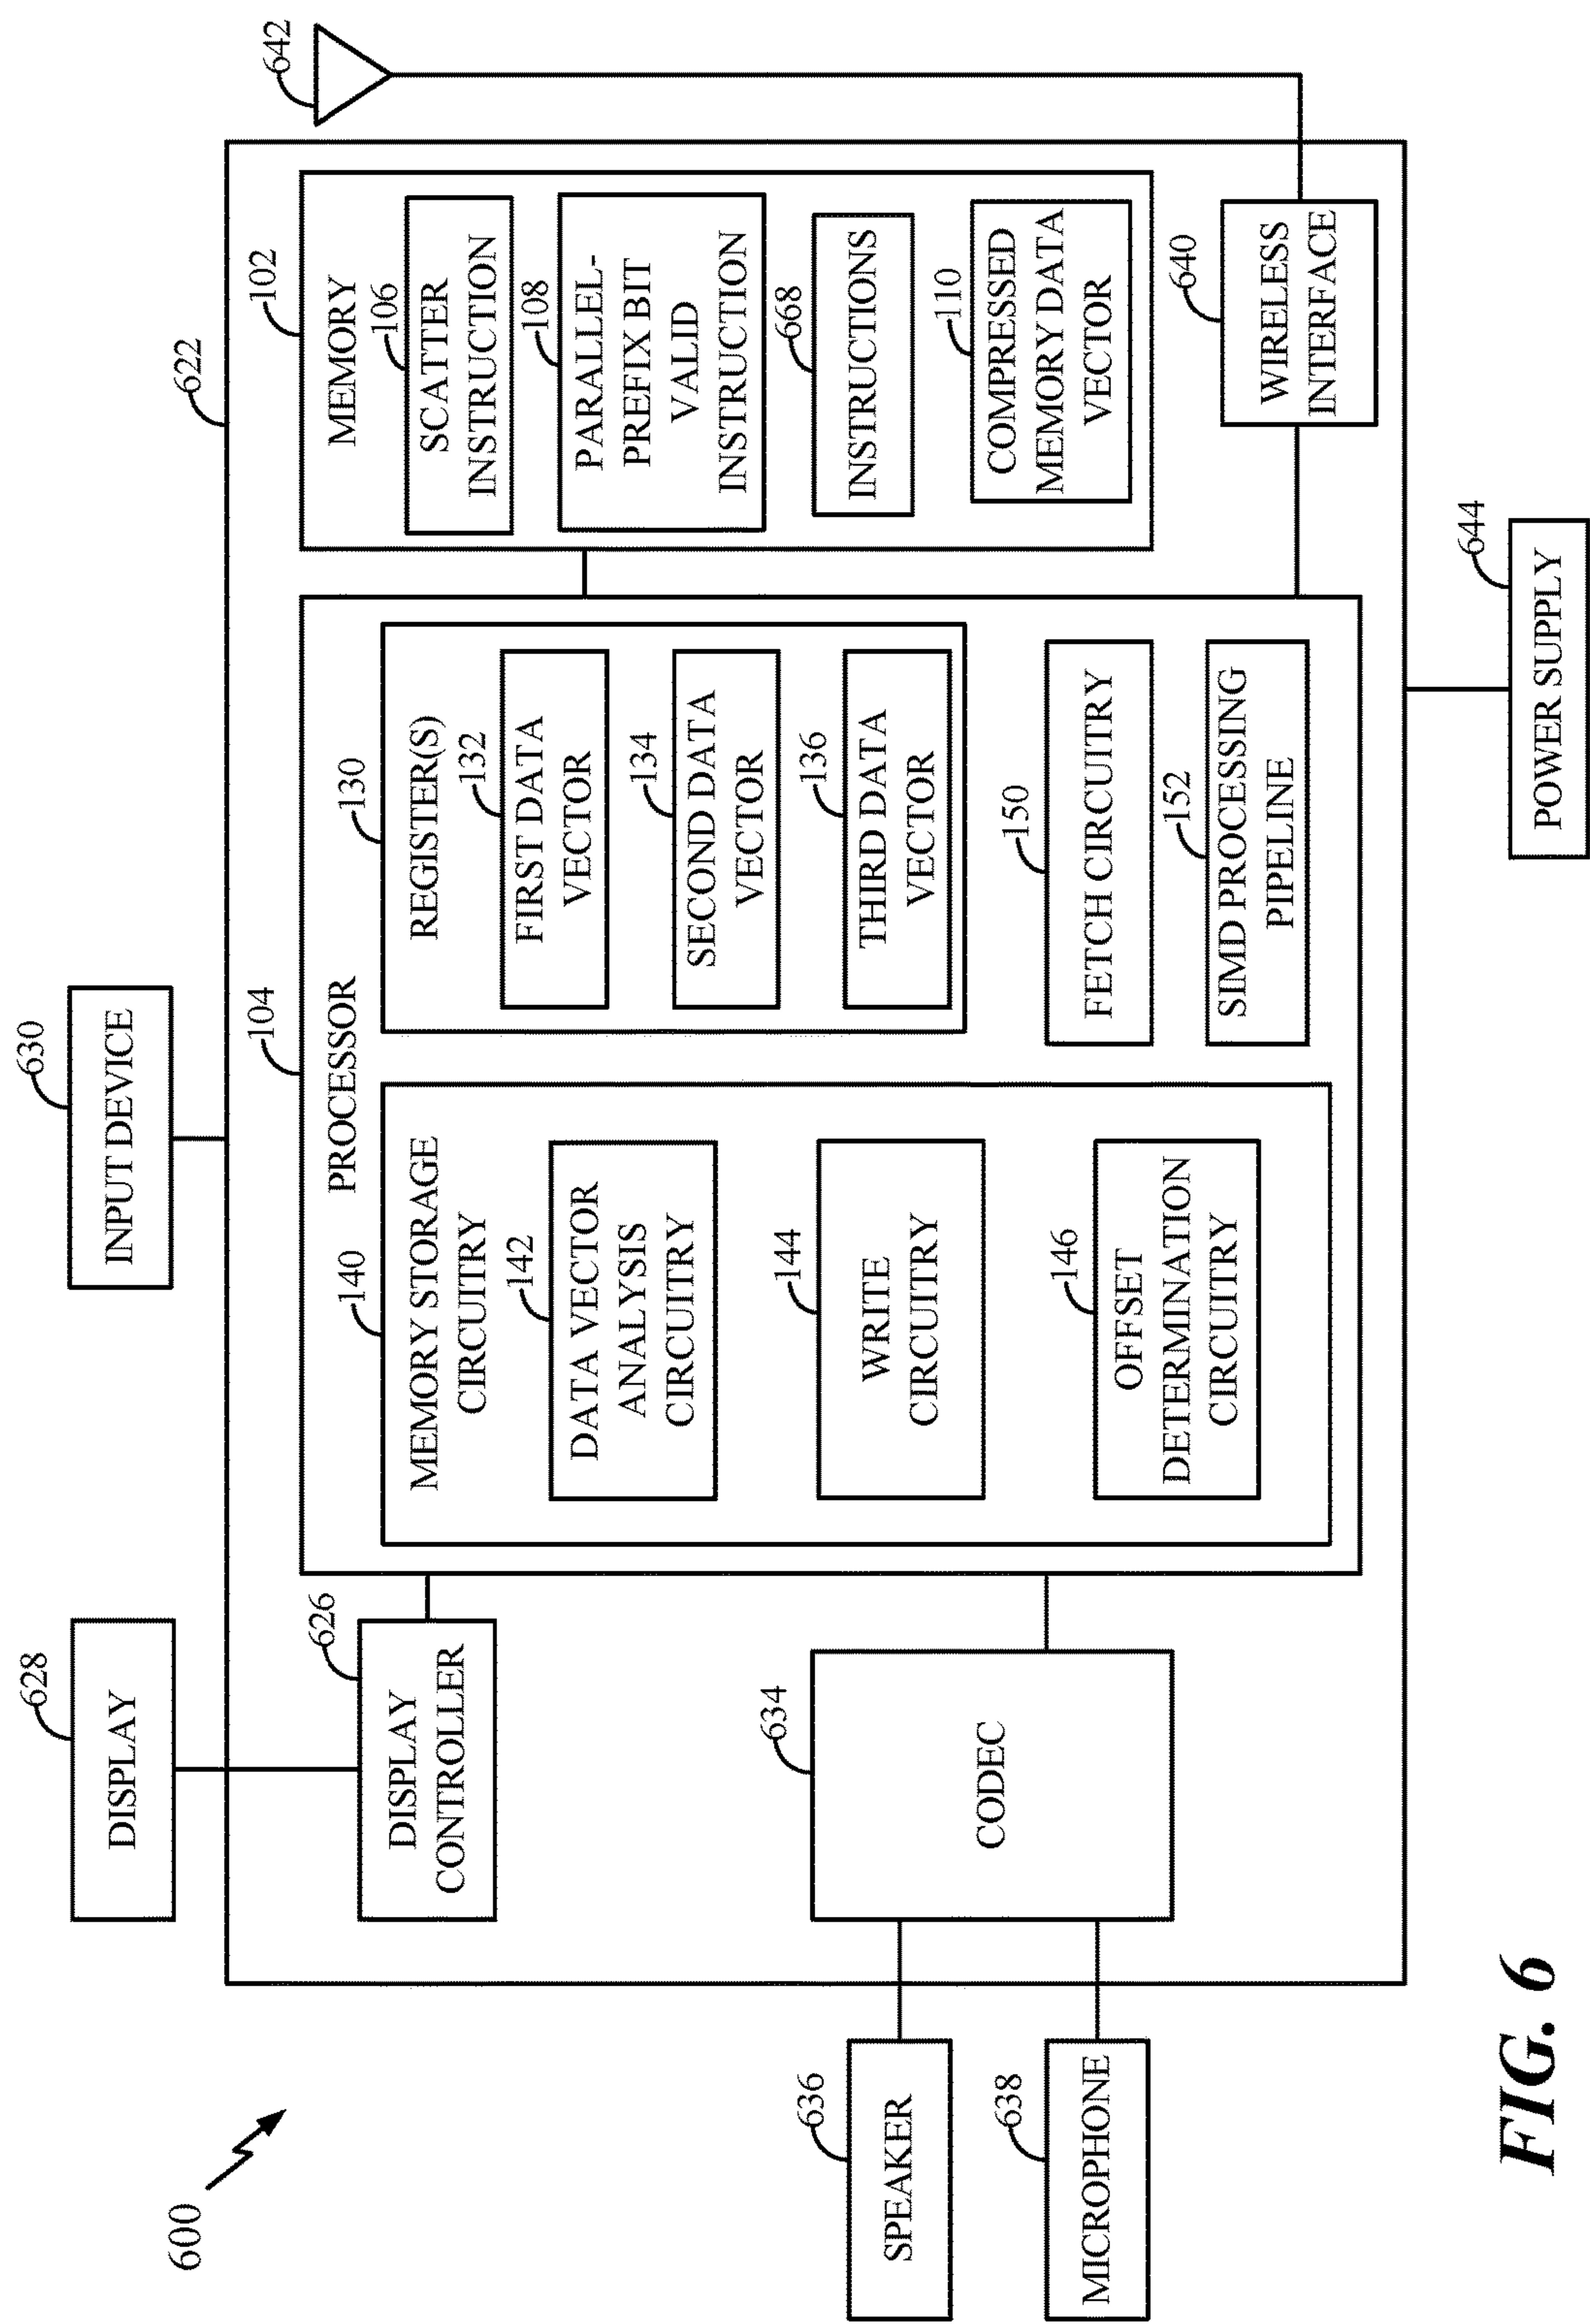 600
628
DISPLAY
630
INPUT DEVICE
622
642
626
DISPLAY
CONTROLLER
104
PROCESSOR
140
MEMORY STORAGE
CIRCUITRY
142
DATA VECTOR
ANALYSIS
CIRCUITRY
144
WRITE
CIRCUITRY
146
OFFSET
DETERMINATION
CIRCUITRY
130
REGISTER(S)
132
FIRST DATA
VECTOR
134
SECOND DATA
VECTOR
136
THIRD DATA
VECTOR
150
FETCH CIRCUITRY
152
SIMD PROCESSING
PIPELINE
102
MEMORY
106
SCATTER
INSTRUCTION
108
PARALLEL-
PREFIX BIT
VALID
INSTRUCTION
668
INSTRUCTIONS
110
COMPRESSED
MEMORY DATA
VECTOR
640
WIRELESS
INTERFACE
634
CODEC
636
SPEAKER
638
MICROPHONE
644
POWER SUPPLY
FIG. 6